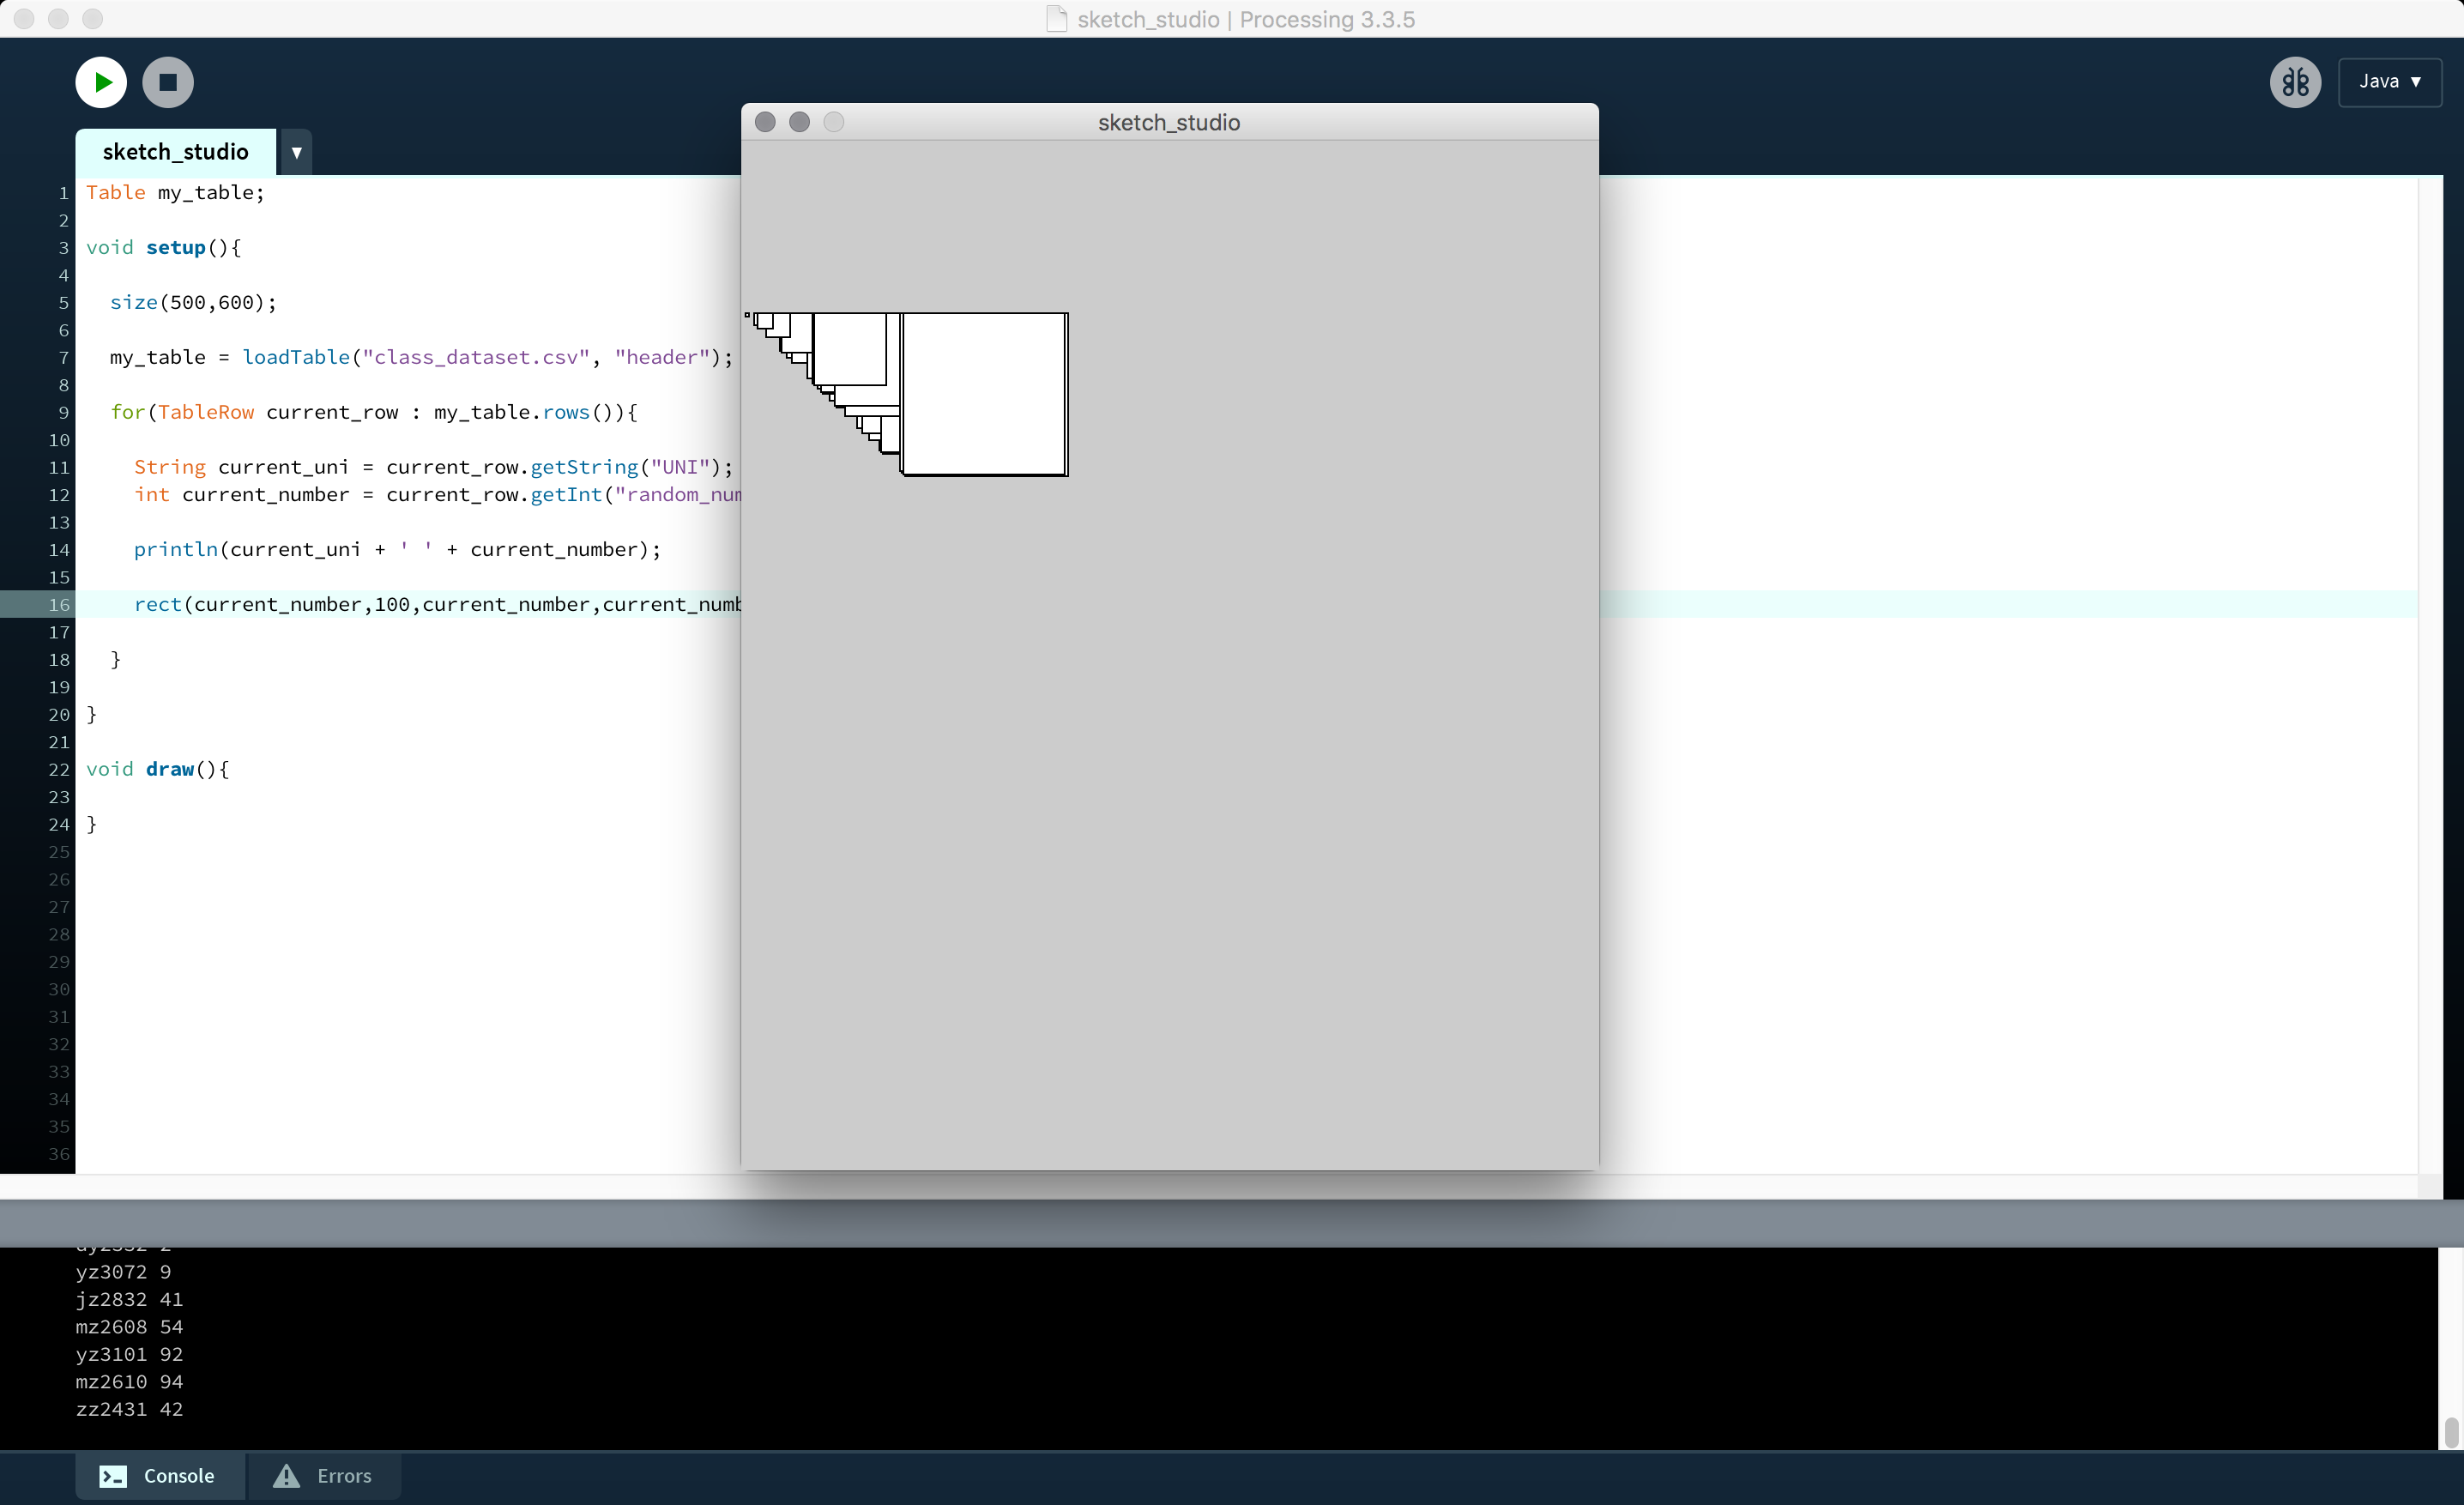 sketch_studio | Processing 3.3.5
Java ▼
sketch_studio ▼
sketch_studio
1 Table my_table;
2
3 void setup(){
4
5 size(500,600);
6
7 my_table = loadTable("class_dataset.csv", "header");
8
9 for(TableRow current_row : my_table.rows()){
10
11 String current_uni = current_row.getString("UNI");
12 int current_number = current_row.getInt("random_num
13
14 println(current_uni + ' ' + current_number);
15
16 rect(current_number,100,current_number,current_numb
17
18 }
19
20 }
21
22 void draw(){
23
24 }
25
26
27
28
29
30
31
32
33
34
35
36
yz3072 9
jz2832 41
mz2608 54
yz3101 92
mz2610 94
zz2431 42
Console Errors